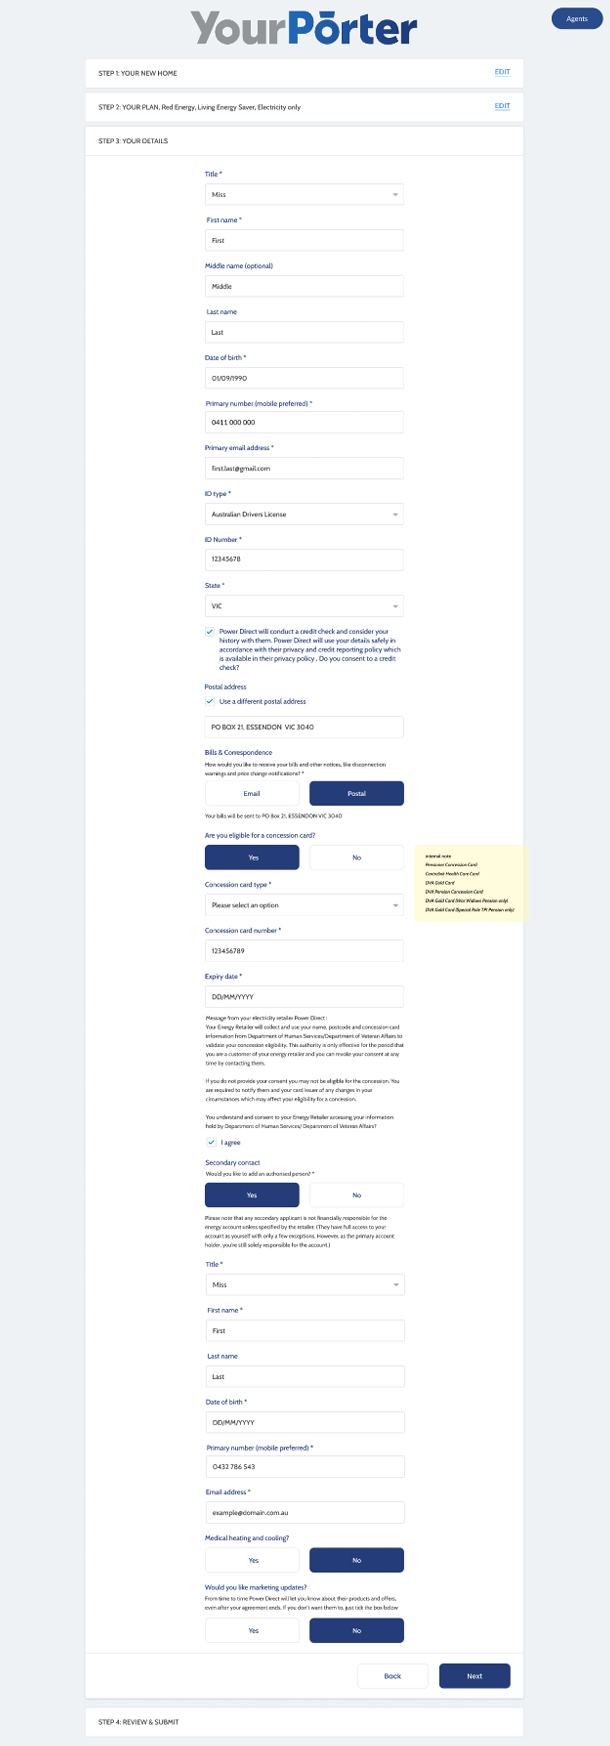 YourPōrter
Agents
STEP 1: YOUR NEW HOME
EDIT
STEP 2: YOUR PLAN, Red Energy, Living Energy Saver, Electricity only
EDIT
STEP 3: YOUR DETAILS
Title *
Miss
First name *
First
Middle name (optional)
Middle
Last name
Last
Date of birth *
01/09/1990
Primary number (mobile preferred) *
0411 000 000
Primary email address *
first.last@gmail.com
ID type *
Australian Drivers License
ID Number *
12345678
State *
VIC
Power Direct will conduct a credit check and consider your
history with them. Power Direct will use your details safely in
accordance with their privacy and credit reporting policy which
is available in their privacy policy . Do you consent to a credit
check?
Postal address
Use a different postal address
PO BOX 21, ESSENDON VIC 3040
Bills & Correspondence
How would you like to receive your bills and other notices, like disconnection
warnings and price change notifications? *
Email
Postal
Your bills will be sent to PO Box 21, ESSENDON VIC 3040
Are you eligible for a concession card?
Yes
No
Internal note
Pensioner Concession Card
Centrelink Health Care Card
DVA Gold Card
DVA Pension Concession Card
DVA Gold Card (War Widows Pension only)
DVA Gold Card (Special Rate TPI Pension only)
Concession card type *
Please select an option
Concession card number *
123456789
Expiry date *
DD/MM/YYYY
Message from your electricity retailer Power Direct :
Your Energy Retailer will collect and use your name, postcode and concession card
information from Department of Human Services/Department of Veteran Affairs to
validate your concession eligibility. This authority is only effective for the period that
you are a customer of your energy retailer and you can revoke your consent at any
time by contacting them.
If you do not provide your consent you may not be eligible for the concession. You
are required to notify them and your card issuer of any changes in your
circumstances which may affect your eligibility for a concession.
You understand and consent to your Energy Retailer accessing your information
held by Department of Human Services/ Department of Veteran Affairs?
I agree
Secondary contact
Would you like to add an authorised person? *
Yes
No
Please note that any secondary applicant is not financially responsible for the
energy account unless specified by the retailer. (They have full access to your
account as yourself with only a few exceptions. However, as the primary account
holder, you're still solely responsible for the account.)
Title *
Miss
First name *
First
Last name
Last
Date of birth *
DD/MM/YYYY
Primary number (mobile preferred) *
0432 786 543
Email address *
example@domain.com.au
Medical heating and cooling?
Yes
No
Would you like marketing updates?
From time to time Power Direct will let you know about their products and offers,
even after your agreement ends. If you don't want them to, just tick the box below
Yes
No
Back
Next
STEP 4: REVIEW & SUBMIT